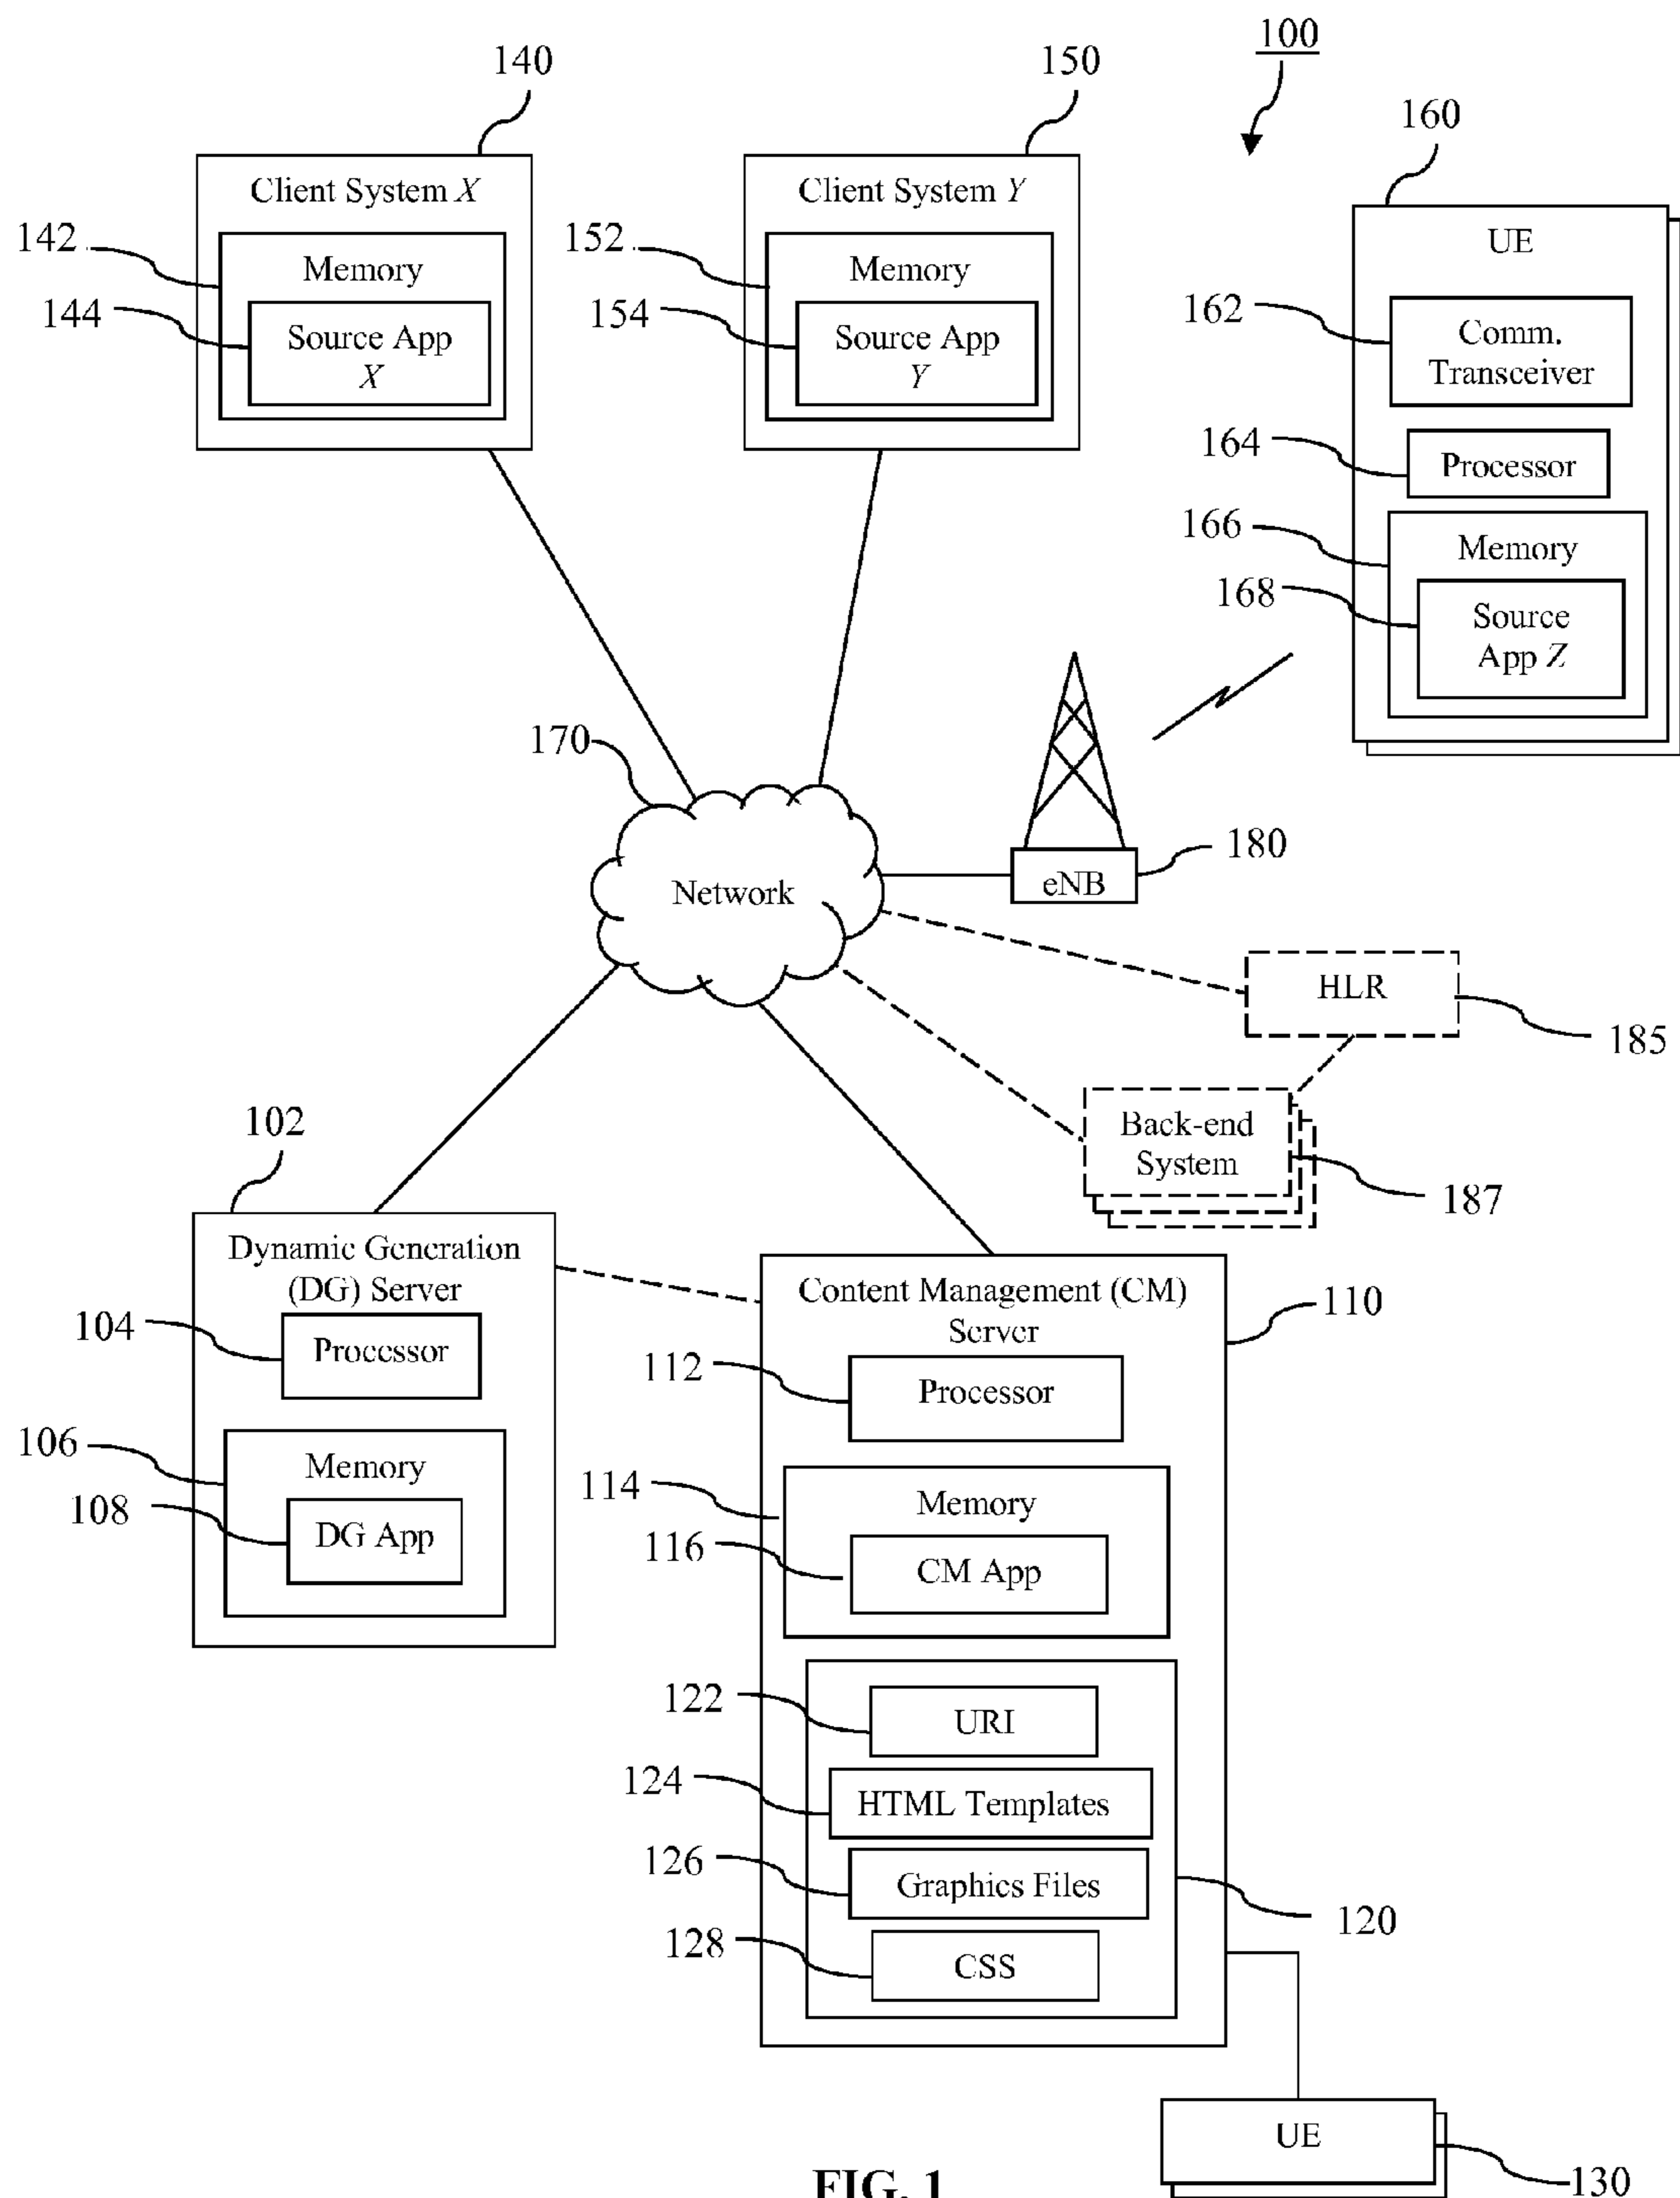 100
140
150
160
Client System X
Client System Y
UE
142
Memory
152
Memory
162
Comm.
Transceiver
144
Source App
X
154
Source App
Y
164
Processor
166
Memory
168
Source
App Z
170
Network
180
eNB
HLR
185
Back-end
System
187
102
Dynamic Generation
(DG) Server
104
Processor
106
Memory
108
DG App
Content Management (CM)
Server
110
112
Processor
114
Memory
116
CM App
122
URI
124
HTML Templates
126
Graphics Files
120
128
CSS
UE
130
FIG. 1